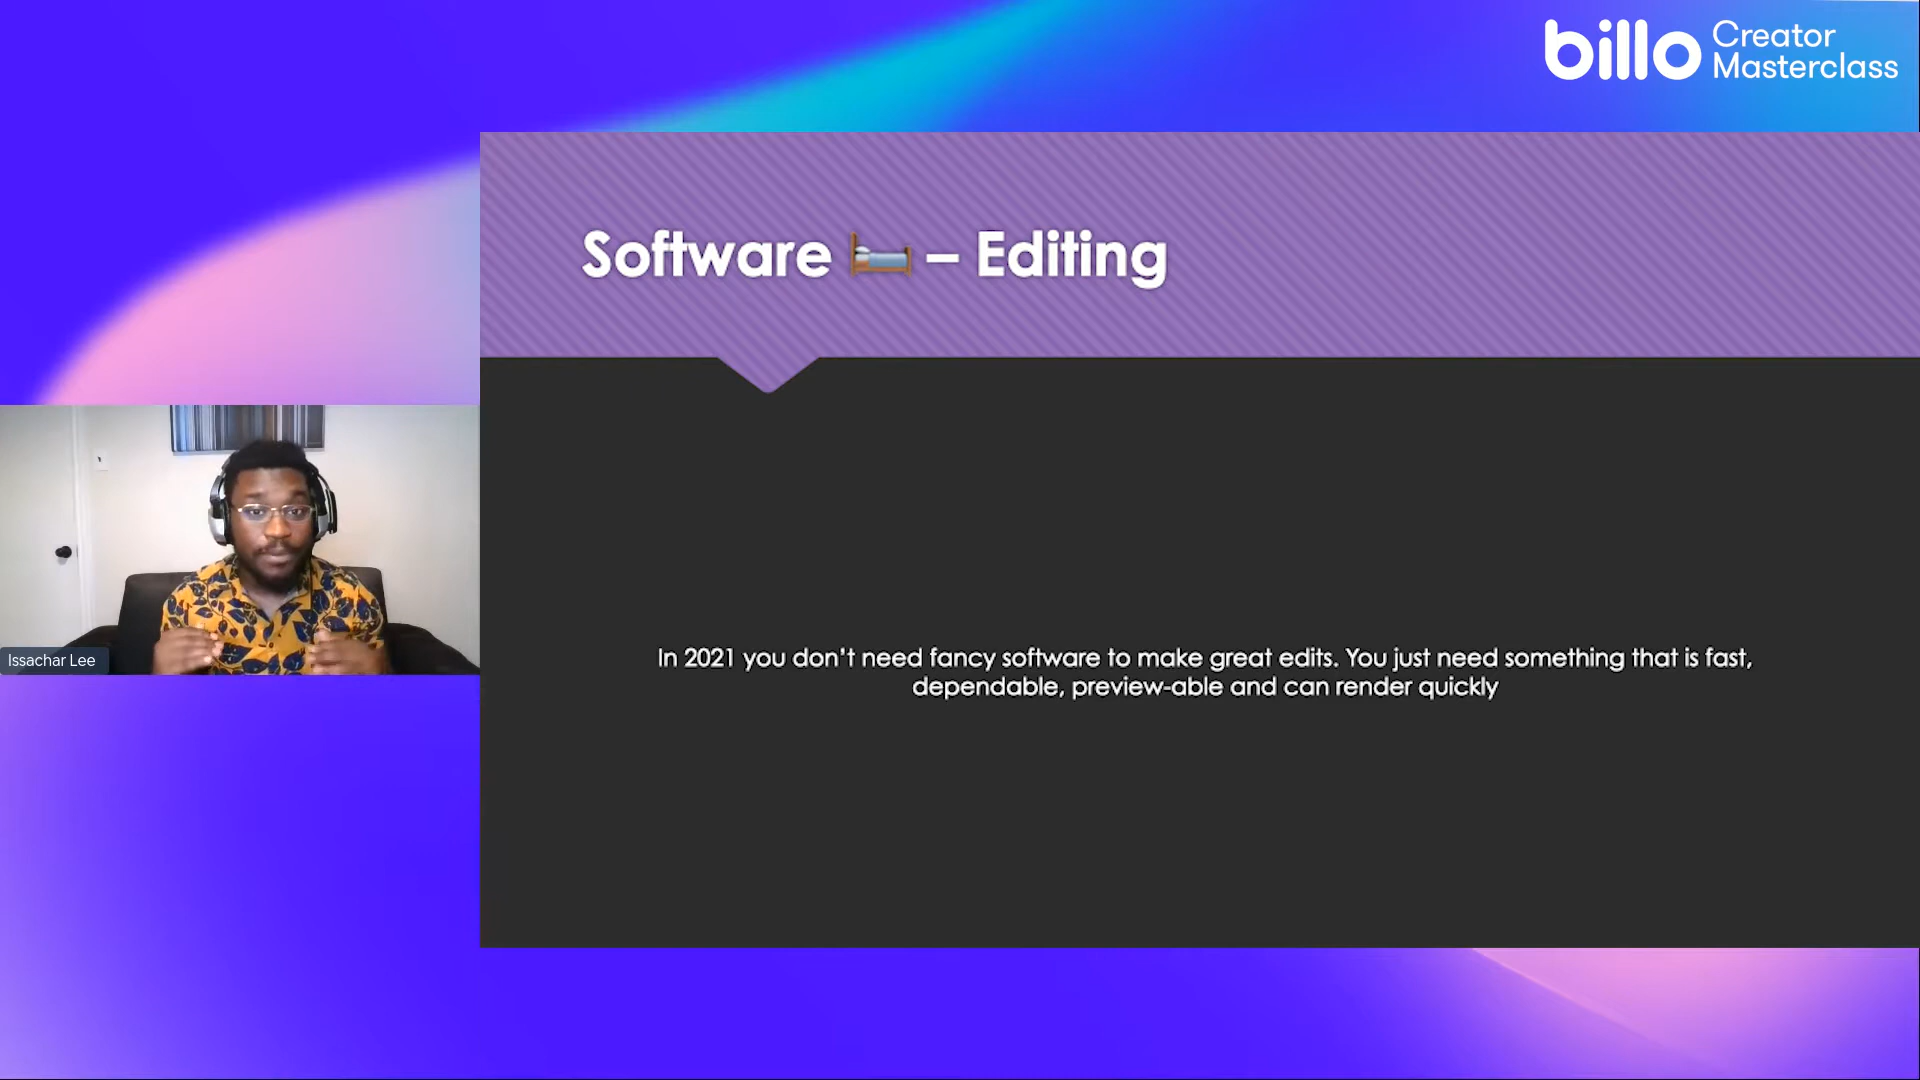 billo Creator
Masterclass
Software 🛏️ – Editing
Issachar Lee
In 2021 you don’t need fancy software to make great edits. You just need something that is fast,
dependable, preview-able and can render quickly